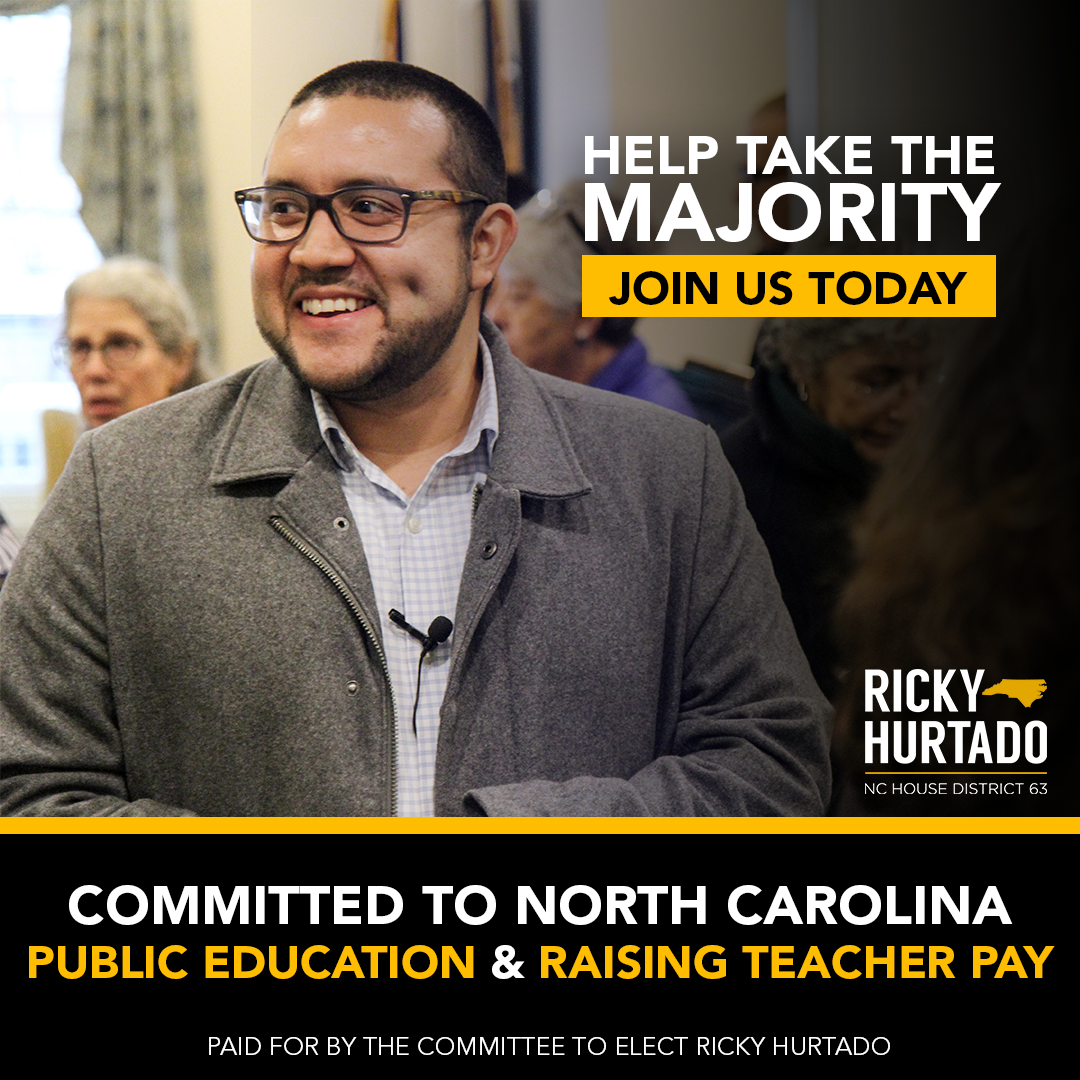 HELP TAKE THE
MAJORITY
JOIN US TODAY
RICKY
HURTADO
NC HOUSE DISTRICT 63
COMMITTED TO NORTH CAROLINA
PUBLIC EDUCATION & RAISING TEACHER PAY
PAID FOR BY THE COMMITTEE TO ELECT RICKY HURTADO